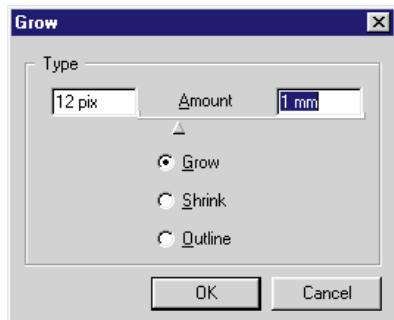 Grow
Type
12 pix Amount 1 mm
Grow
Shrink
Outline
OK Cancel